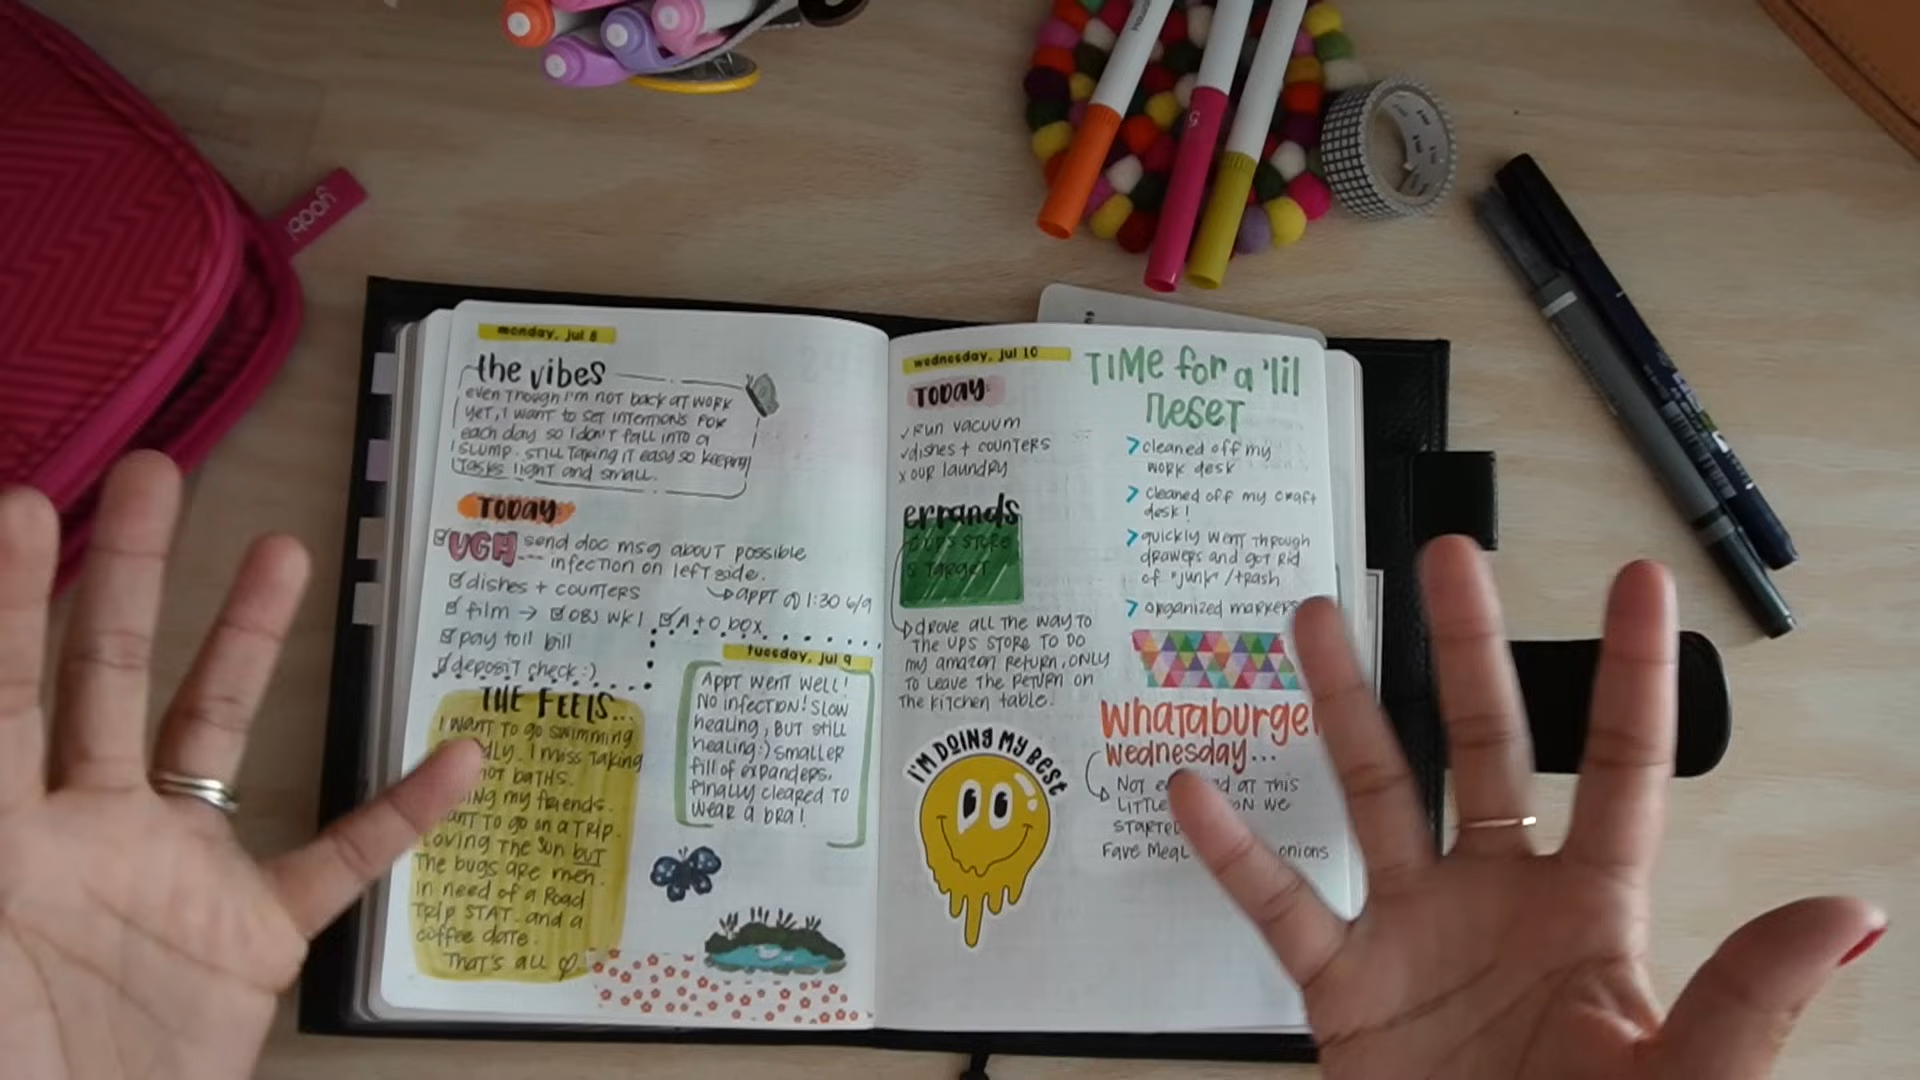 yoobi
monday, jul 8
the vibes
even though I'm not back at work
yet, I want to set intentions for
each day so I don't fall into a
slump. still taking it easy so keeping
tasks light and small.
TODAY
UGH send doc msg about possible
infection on left side.
↳ appt @ 1:30 6/9
dishes + counters
film → OBS WK1 A+O box
pay toll bill
deposit check :)
THE FEELS...
I want to go swimming
I miss taking
hot baths.
my friends.
to go on a trip.
Loving the sun but
the bugs are meh.
In need of a road
trip STAT. and a
coffee date.
That's all ♡
tuesday, jul 9
APPT went well!
NO infection! SLOW
healing, BUT still
healing :) smaller
fill of expanders.
finally cleared to
wear a bra!
wednesday, jul 10
TODAY:
✓ RUN vacuum
✓ dishes + counters
x our laundry
errands
UPS STORE
TARGET
drove all the way to
the UPS STORE TO DO
my amazon return, ONLY
to leave the return on
the kitchen table.
I'M DOING MY BEST
TIME for a 'lil
RESET
> cleaned off my
work desk
> cleaned off my craft
desk!
> quickly went through
drawers and got rid
of "junk"/trash
> organized markers
Whataburger
wednesday...
NOT at this
LITTLE we
STARTED
Fave Meal onions